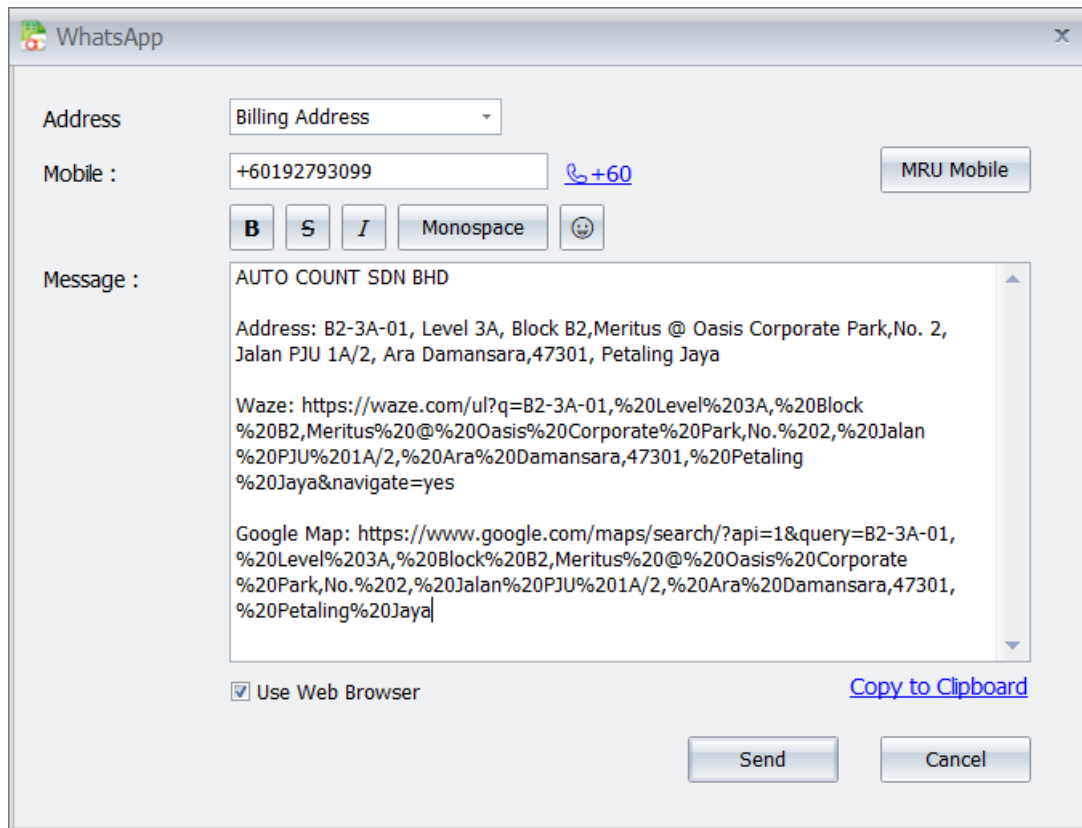 WhatsApp
Address
Billing Address
Mobile :
+60192793099
+60
MRU Mobile
B
S
I
Monospace
Message :
AUTO COUNT SDN BHD
Address: B2-3A-01, Level 3A, Block B2,Meritus @ Oasis Corporate Park,No. 2,
Jalan PJU 1A/2, Ara Damansara,47301, Petaling Jaya
Waze: https://waze.com/ul?q=B2-3A-01,%20Level%203A,%20Block
%20B2,Meritus%20@%20Oasis%20Corporate%20Park,No.%202,%20Jalan
%20PJU%201A/2,%20Ara%20Damansara,47301,%20Petaling
%20Jaya&navigate=yes
Google Map: https://www.google.com/maps/search/?api=1&query=B2-3A-01,
%20Level%203A,%20Block%20B2,Meritus%20@%20Oasis%20Corporate
%20Park,No.%202,%20Jalan%20PJU%201A/2,%20Ara%20Damansara,47301,
%20Petaling%20Jaya
Use Web Browser
Copy to Clipboard
Send
Cancel